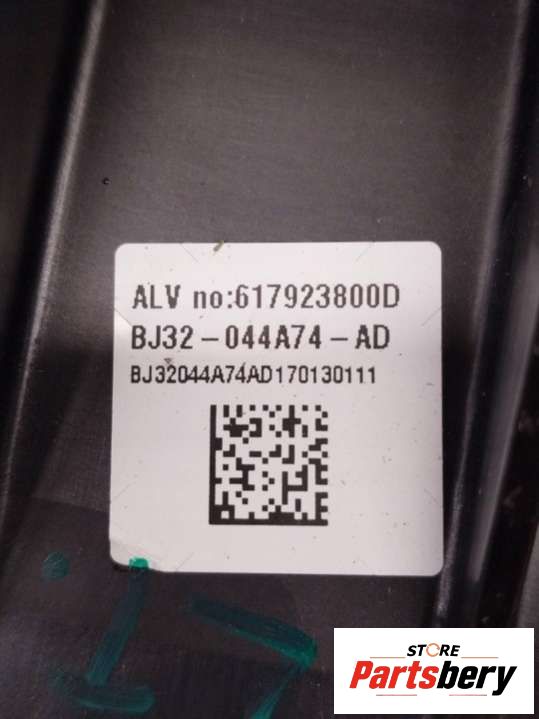 ALV no:617923800D
BJ32-044A74-AD
BJ32044A74AD170130111
STORE
Partsbery